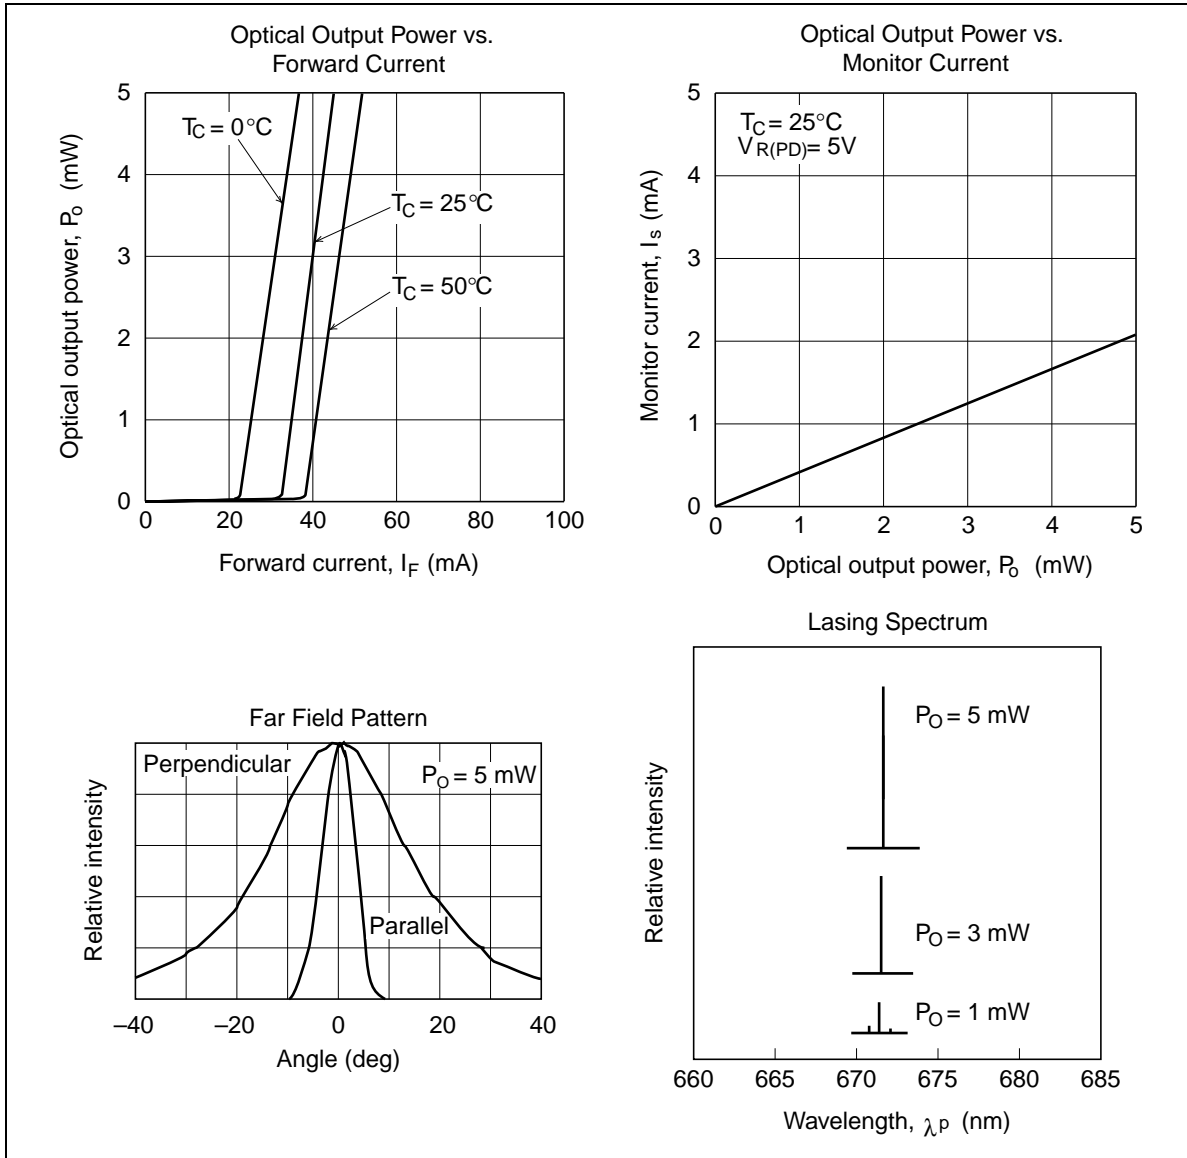 Optical Output Power vs.
Forward Current
5
4
3
2
1
0
0 20 40 60 80 100
Optical output power, Po (mW)
Forward current, IF (mA)
TC = 0°C
TC = 25°C
TC = 50°C
Optical Output Power vs.
Monitor Current
5
4
3
2
1
0
0 1 2 3 4 5
Monitor current, Is (mA)
Optical output power, Po (mW)
TC = 25°C
VR(PD) = 5V
Far Field Pattern
Perpendicular
PO = 5 mW
Parallel
Relative intensity
–40 –20 0 20 40
Angle (deg)
Lasing Spectrum
PO = 5 mW
PO = 3 mW
PO = 1 mW
Relative intensity
660 665 670 675 680 685
Wavelength, λp (nm)